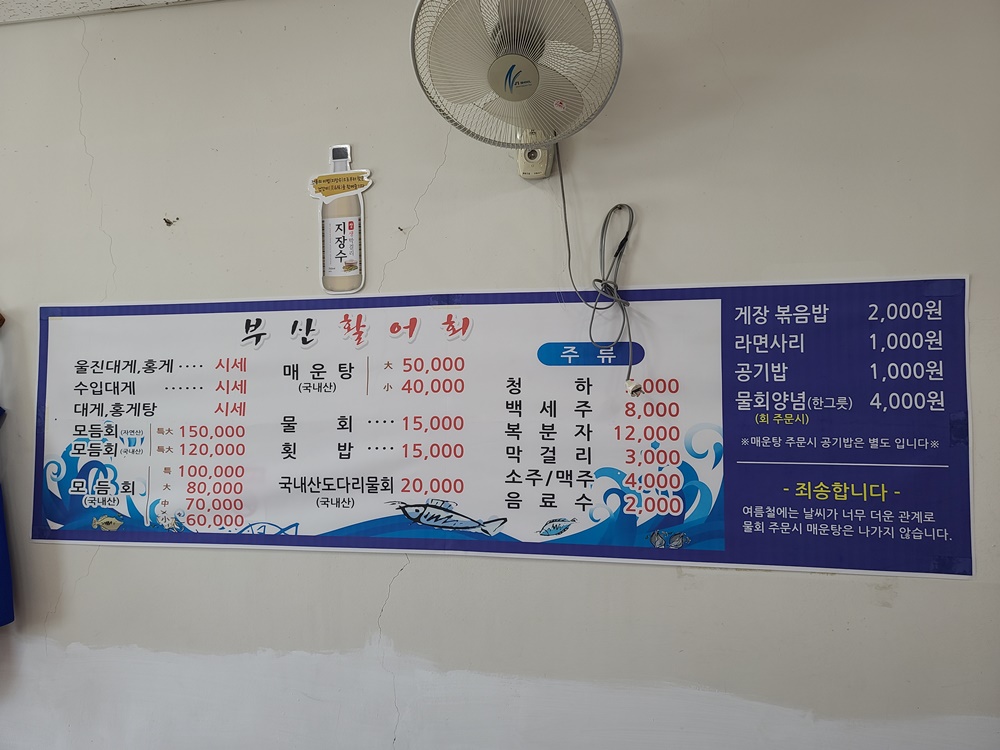 지장수
부산활어회
울진대게,홍게 ···· 시세
수입대게 ······ 시세
대게,홍게탕 시세
모듬회(자연산) 특大 150,000
모듬회(국내산) 특大 120,000
모듬회 (국내산)
특 100,000
大 80,000
中 70,000
小 60,000
매운탕 (국내산)
大 50,000
小 40,000
물회 ···· 15,000
횟밥 ···· 15,000
국내산도다리물회 20,000
(국내산)
주류
청하 ,000
백세주 8,000
복분자 12,000
막걸리 3,000
소주/맥주 4,000
음료수 2,000
게장 볶음밥 2,000원
라면사리 1,000원
공기밥 1,000원
물회양념(한그릇) 4,000원
(회 주문시)
※매운탕 주문시 공기밥은 별도 입니다※
- 죄송합니다 -
여름철에는 날씨가 너무 더운 관계로
물회 주문시 매운탕은 나가지 않습니다.